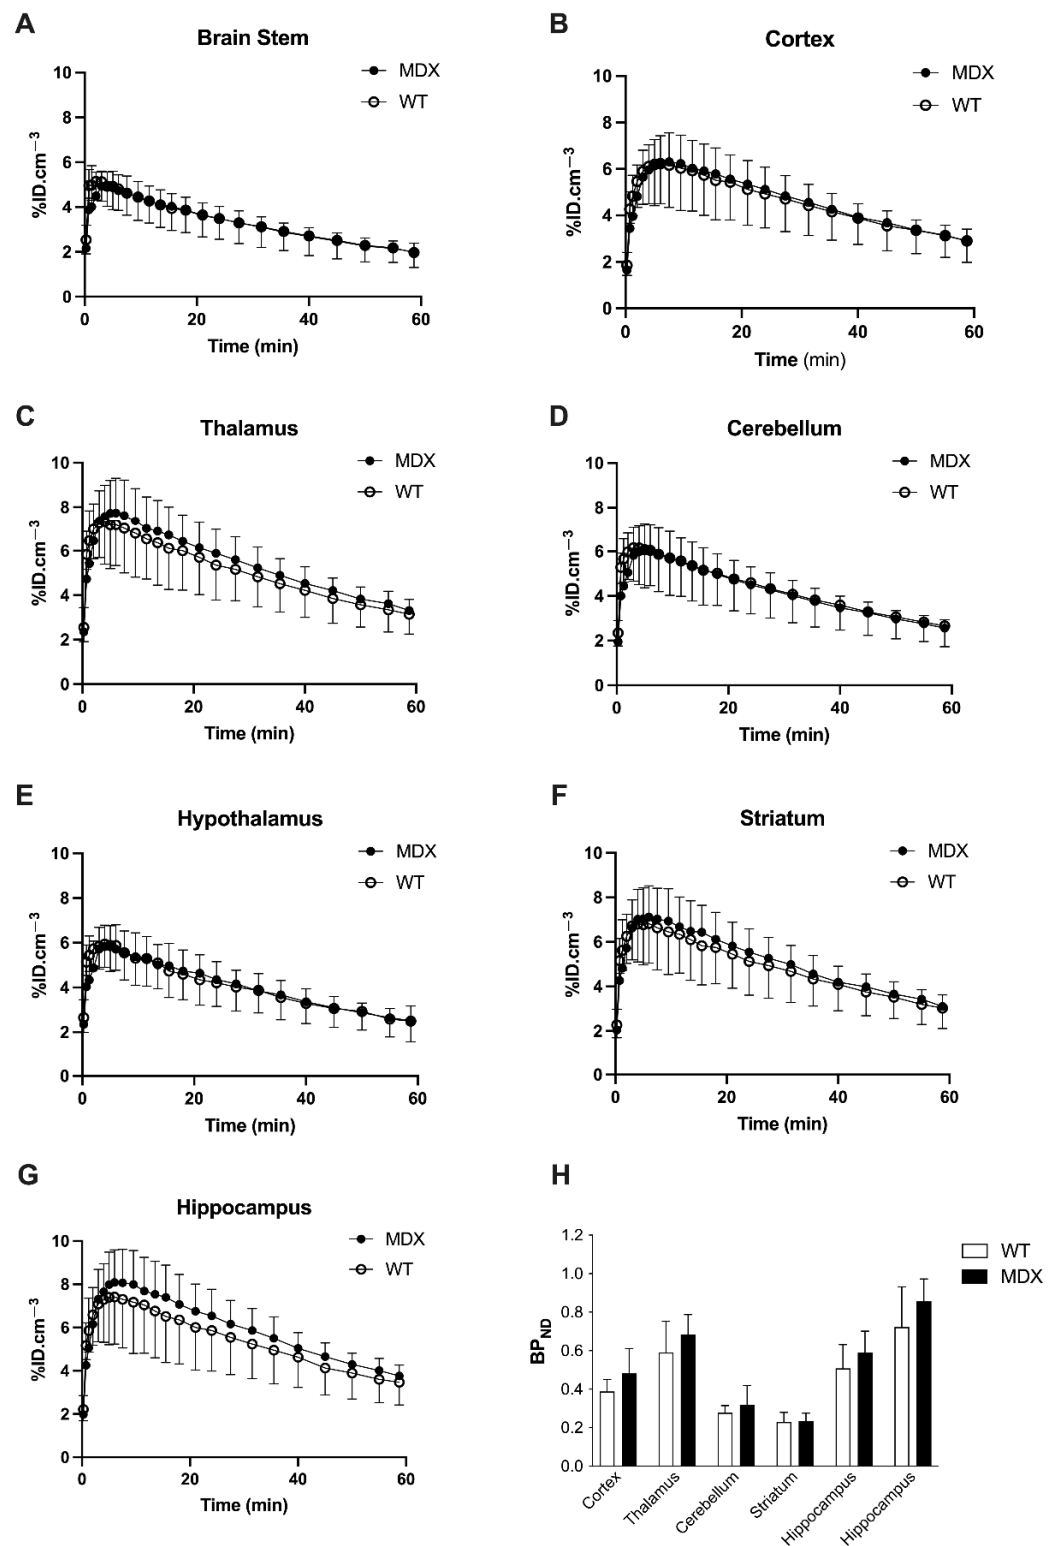 A
Brain Stem
MDX
WT
10
8
6
4
2
0
%ID.cm−3
0 20 40 60
Time (min)
B
Cortex
MDX
WT
10
8
6
4
2
0
%ID.cm−3
0 20 40 60
Time (min)
C
Thalamus
MDX
WT
10
8
6
4
2
0
%ID.cm−3
0 20 40 60
Time (min)
D
Cerebellum
MDX
WT
10
8
6
4
2
0
%ID.cm−3
0 20 40 60
Time (min)
E
Hypothalamus
MDX
WT
10
8
6
4
2
0
%ID.cm−3
0 20 40 60
Time (min)
F
Striatum
MDX
WT
10
8
6
4
2
0
%ID.cm−3
0 20 40 60
Time (min)
G
Hippocampus
MDX
WT
10
8
6
4
2
0
%ID.cm−3
0 20 40 60
Time (min)
H
WT
MDX
1.2
1.0
0.8
0.6
0.4
0.2
0.0
BPND
Cortex
Thalamus
Cerebellum
Striatum
Hippocampus
Hippocampus